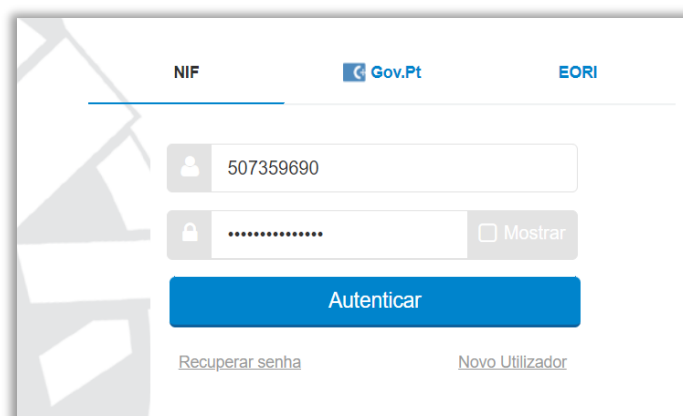 NIF Gov.Pt EORI
507359690
••••••••••••••• Mostrar
Autenticar
Recuperar senha Novo Utilizador